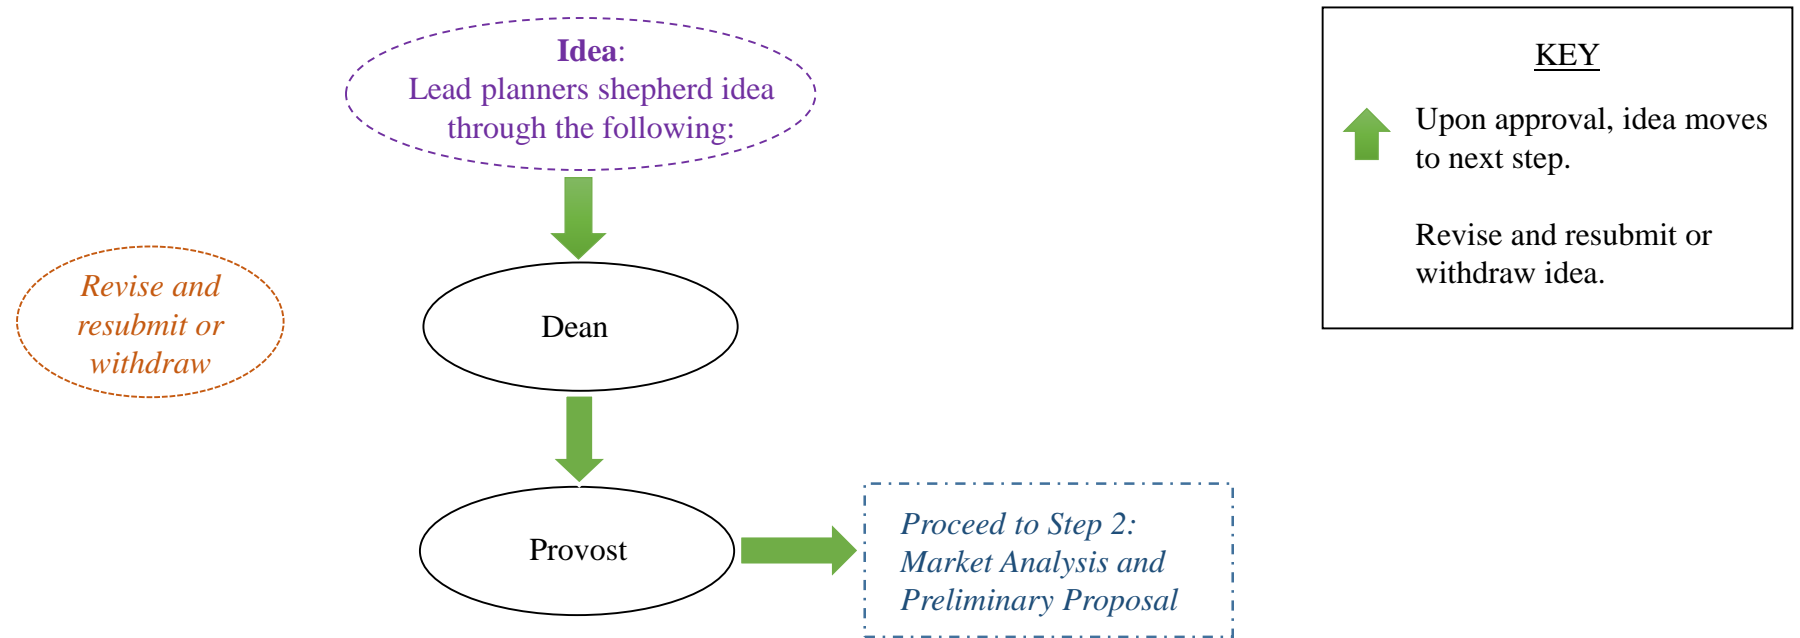 Idea:
Lead planners shepherd idea
through the following:
KEY
Upon approval, idea moves
to next step.
Revise and resubmit or
withdraw idea.
Revise and
resubmit or
withdraw
Dean
Provost
Proceed to Step 2:
Market Analysis and
Preliminary Proposal